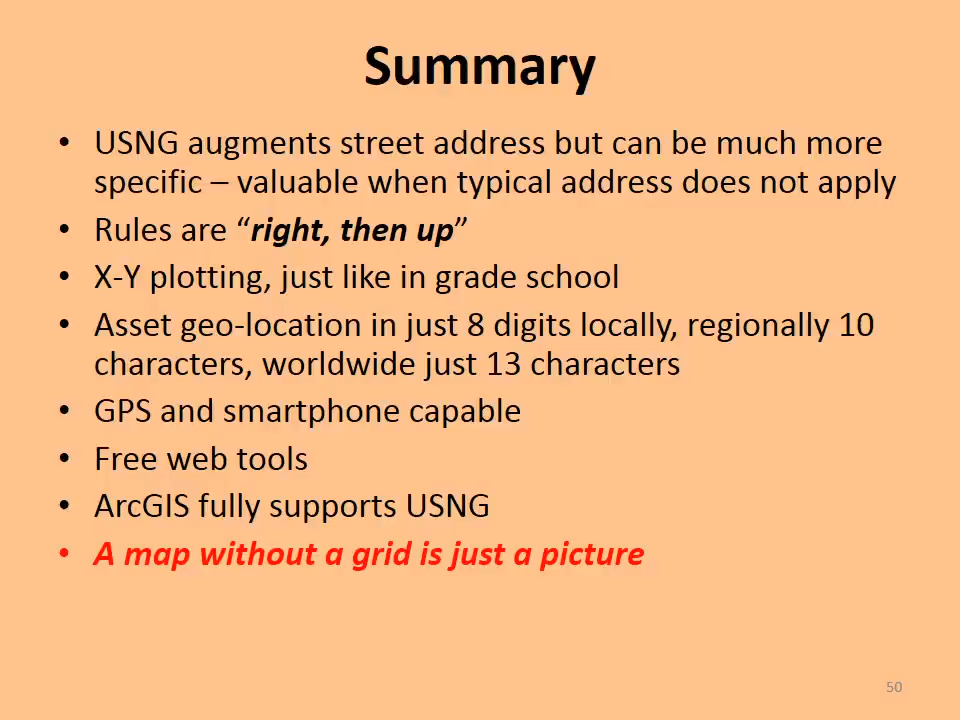 Summary
• USNG augments street address but can be much more
specific – valuable when typical address does not apply
• Rules are “right, then up”
• X-Y plotting, just like in grade school
• Asset geo-location in just 8 digits locally, regionally 10
characters, worldwide just 13 characters
• GPS and smartphone capable
• Free web tools
• ArcGIS fully supports USNG
• A map without a grid is just a picture
50